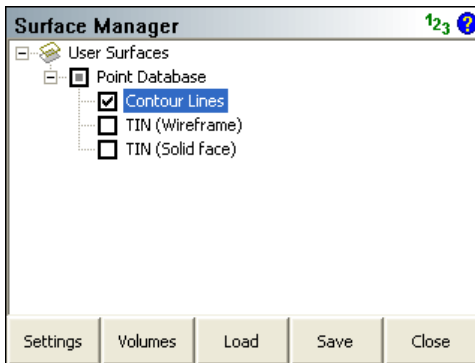 Surface Manager 123 ?
User Surfaces
Point Database
Contour Lines
TIN (Wireframe)
TIN (Solid face)
Settings Volumes Load Save Close